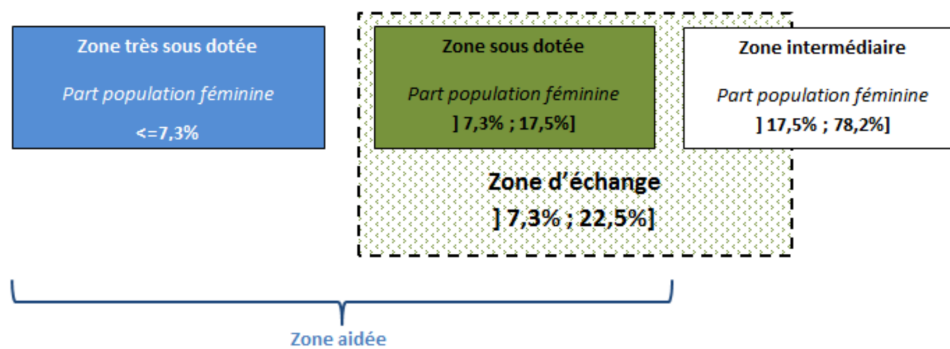 Zone très sous dotée
Part population féminine
<=7,3%
Zone sous dotée
Part population féminine
] 7,3% ; 17,5%]
Zone intermédiaire
Part population féminine
] 17,5% ; 78,2%]
Zone d'échange
] 7,3% ; 22,5%]
Zone aidée